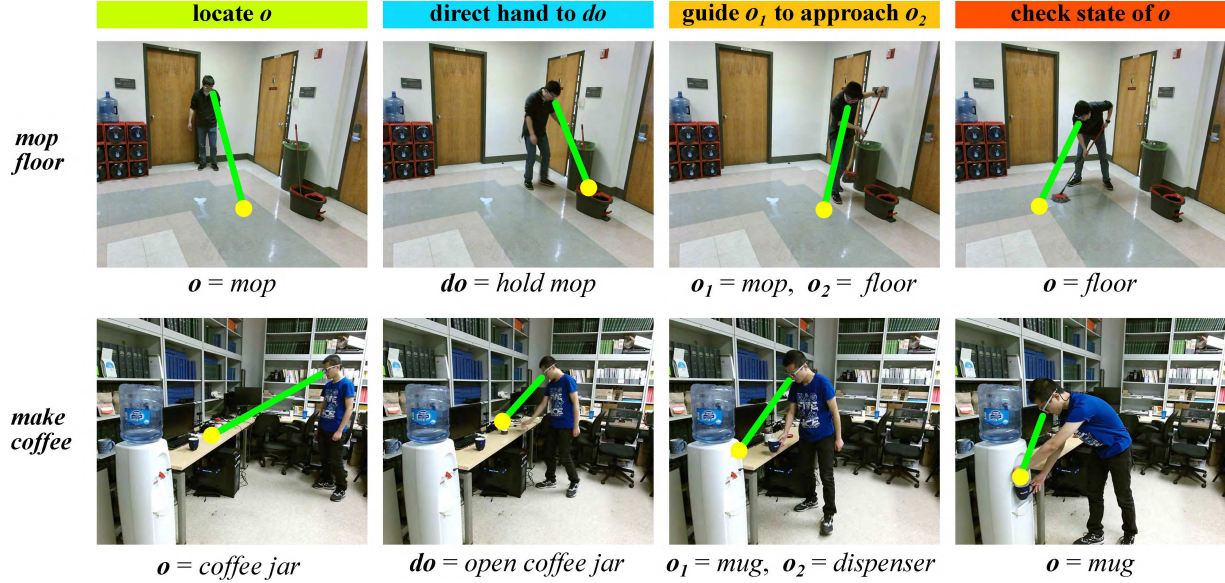 locate o
direct hand to do
guide o₁ to approach o₂
check state of o
mop
floor
o = mop
do = hold mop
o₁ = mop, o₂ = floor
o = floor
make
coffee
o = coffee jar
do = open coffee jar
o₁ = mug, o₂ = dispenser
o = mug